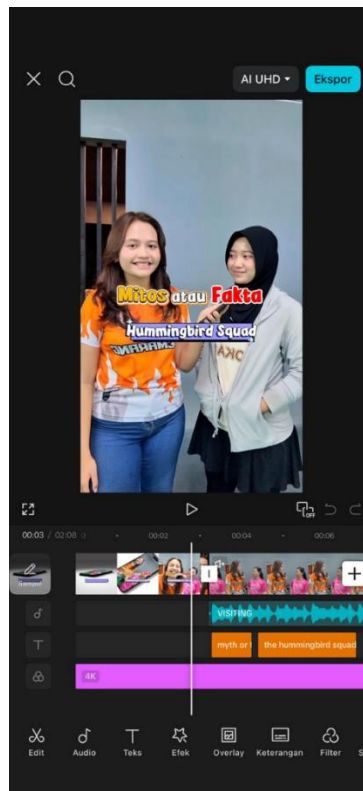 AI UHD
Ekspor
Mitos atau Fakta
Hummingbird Squad
00:03 / 02:08
00:02
00:04
00:06
VISITING
myth or
the hummingbird squad
4K
Edit
Audio
Teks
Efek
Overlay
Keterangan
Filter